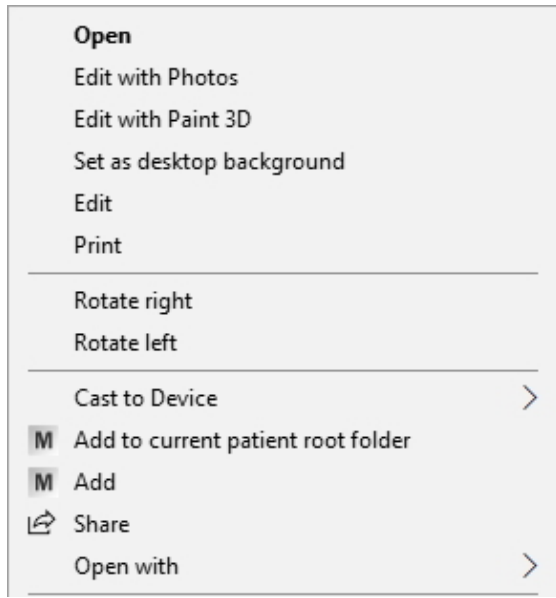 Open
Edit with Photos
Edit with Paint 3D
Set as desktop background
Edit
Print
Rotate right
Rotate left
Cast to Device
M Add to current patient root folder
M Add
Share
Open with